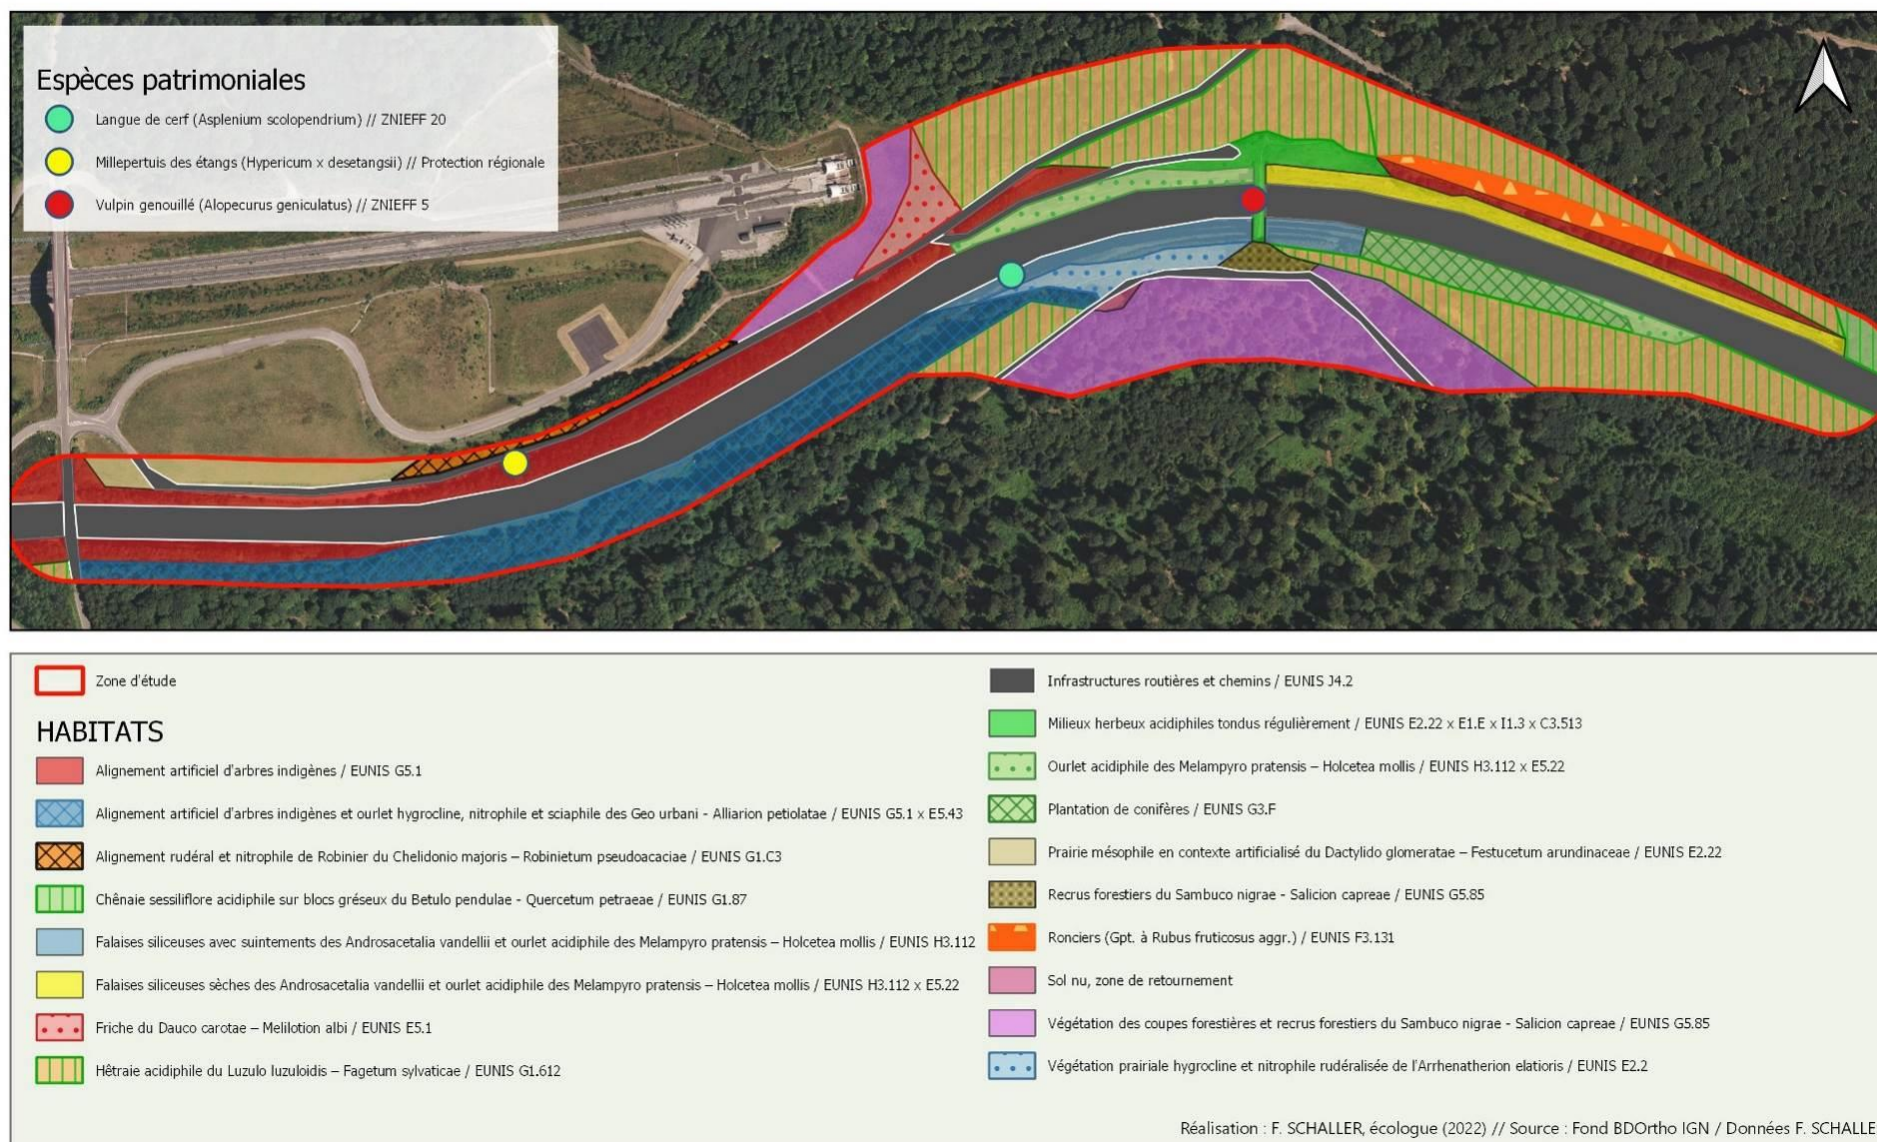 Espèces patrimoniales
Langue de cerf (Asplenium scolopendrium) // ZNIEFF 20
Millepertuis des étangs (Hypericum x desetangsii) // Protection régionale
Vulpin genouillé (Alopecurus geniculatus) // ZNIEFF 5
Zone d'étude
HABITATS
Alignement artificiel d'arbres indigènes / EUNIS G5.1
Alignement artificiel d'arbres indigènes et ourlet hygrocline, nitrophile et sciaphile des Geo urbani - Alliarion petiolatae / EUNIS G5.1 x E5.43
Alignement rudéral et nitrophile de Robinier du Chelidonio majoris – Robinietum pseudoacaciae / EUNIS G1.C3
Chênaie sessiliflore acidiphile sur blocs gréseux du Betulo pendulae - Quercetum petraeae / EUNIS G1.87
Falaises siliceuses avec suintements des Androsacetalia vandellii et ourlet acidiphile des Melampyro pratensis – Holcetea mollis / EUNIS H3.112
Falaises siliceuses sèches des Androsacetalia vandellii et ourlet acidiphile des Melampyro pratensis – Holcetea mollis / EUNIS H3.112 x E5.22
Friche du Dauco carotae – Melilotion albi / EUNIS E5.1
Hêtraie acidiphile du Luzulo luzuloidis – Fagetum sylvaticae / EUNIS G1.612
Infrastructures routières et chemins / EUNIS J4.2
Milieux herbeux acidiphiles tondus régulièrement / EUNIS E2.22 x E1.E x I1.3 x C3.513
Ourlet acidiphile des Melampyro pratensis – Holcetea mollis / EUNIS H3.112 x E5.22
Plantation de conifères / EUNIS G3.F
Prairie mésophile en contexte artificialisé du Dactylido glomeratae – Festucetum arundinaceae / EUNIS E2.22
Recrus forestiers du Sambuco nigrae - Salicion capreae / EUNIS G5.85
Ronciers (Gpt. à Rubus fruticosus aggr.) / EUNIS F3.131
Sol nu, zone de retournement
Végétation des coupes forestières et recrus forestiers du Sambuco nigrae - Salicion capreae / EUNIS G5.85
Végétation prairiale hygrocline et nitrophile rudéralisée de l'Arrhenatherion elatioris / EUNIS E2.2
Réalisation : F. SCHALLER, écologue (2022) // Source : Fond BDOrtho IGN / Données F. SCHALLE